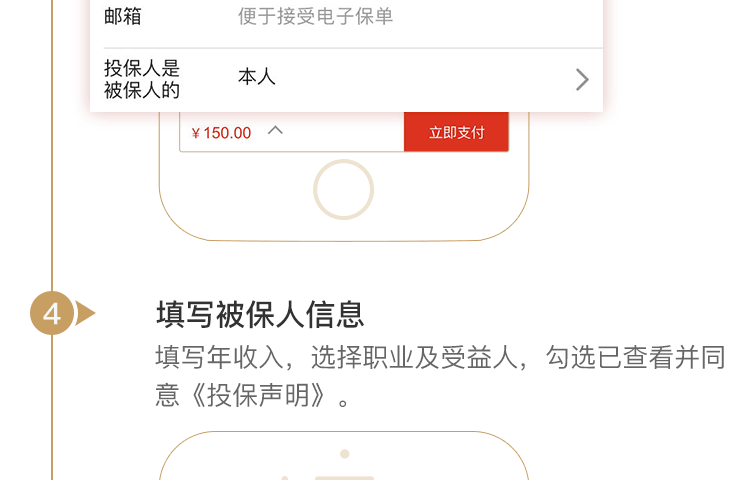 邮箱 便于接受电子保单
投保人是 本人
被保人的
¥150.00 立即支付
4 填写被保人信息
填写年收入，选择职业及受益人，勾选已查看并同
意《投保声明》。